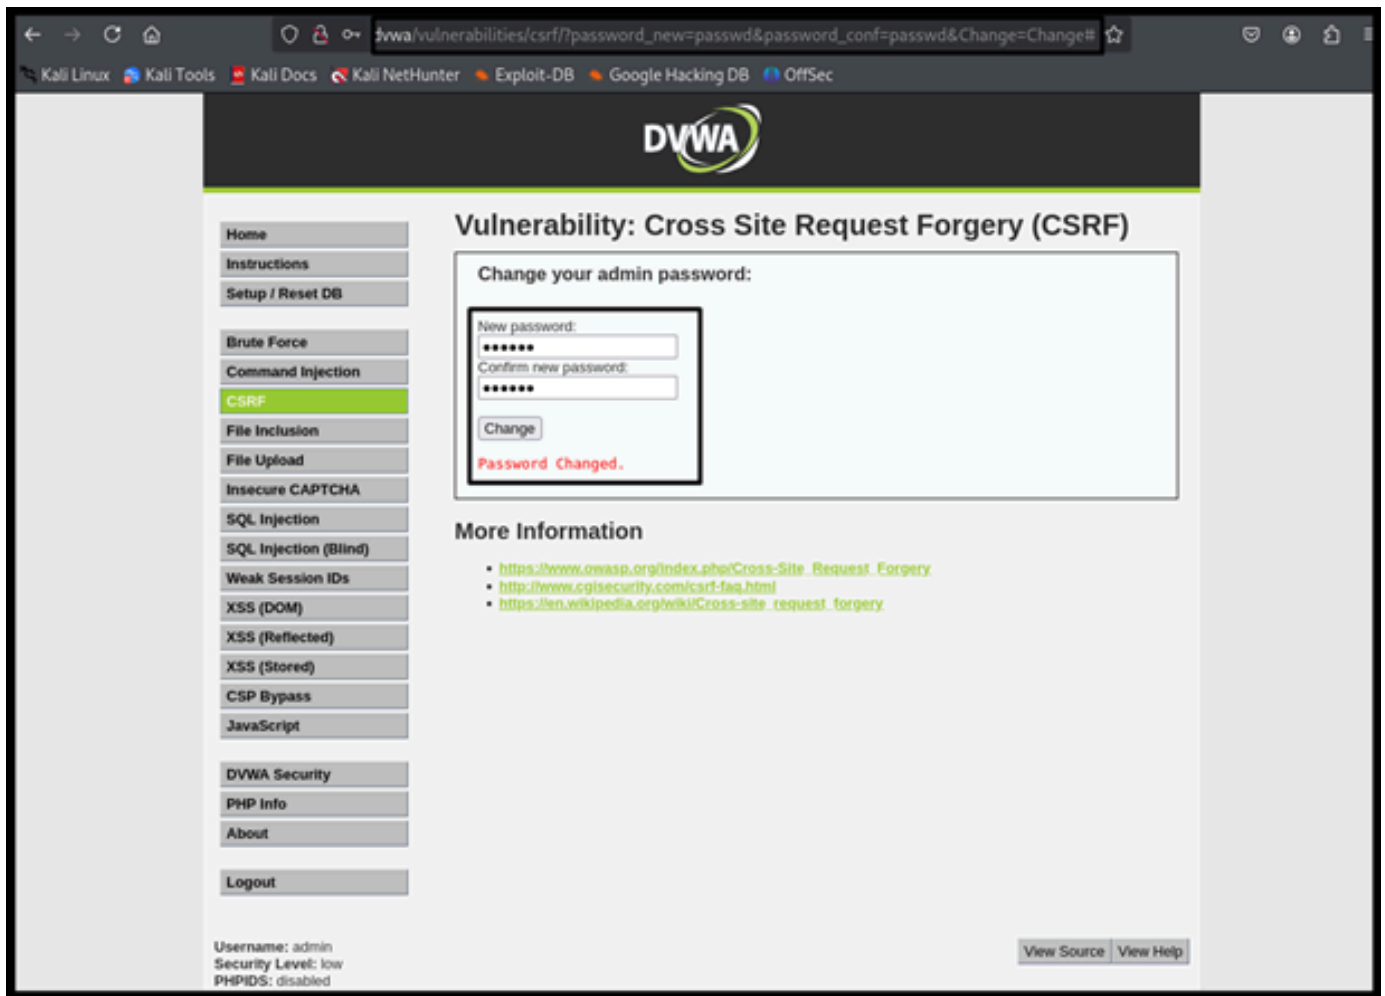 dvwa/vulnerabilities/csrf/?password_new=passwd&password_conf=passwd&Change=Change#
Kali Linux Kali Tools Kali Docs Kali NetHunter Exploit-DB Google Hacking DB OffSec
DVWA
Vulnerability: Cross Site Request Forgery (CSRF)
Home
Instructions
Setup / Reset DB
Brute Force
Command Injection
CSRF
File Inclusion
File Upload
Insecure CAPTCHA
SQL Injection
SQL Injection (Blind)
Weak Session IDs
XSS (DOM)
XSS (Reflected)
XSS (Stored)
CSP Bypass
JavaScript
DVWA Security
PHP Info
About
Logout
Change your admin password:
New password:
••••••
Confirm new password:
••••••
Change
Password Changed.
More Information
• https://www.owasp.org/index.php/Cross-Site_Request_Forgery
• http://www.cgisecurity.com/csrf-faq.html
• https://en.wikipedia.org/wiki/Cross-site_request_forgery
Username: admin
Security Level: low
PHPIDS: disabled
View Source View Help